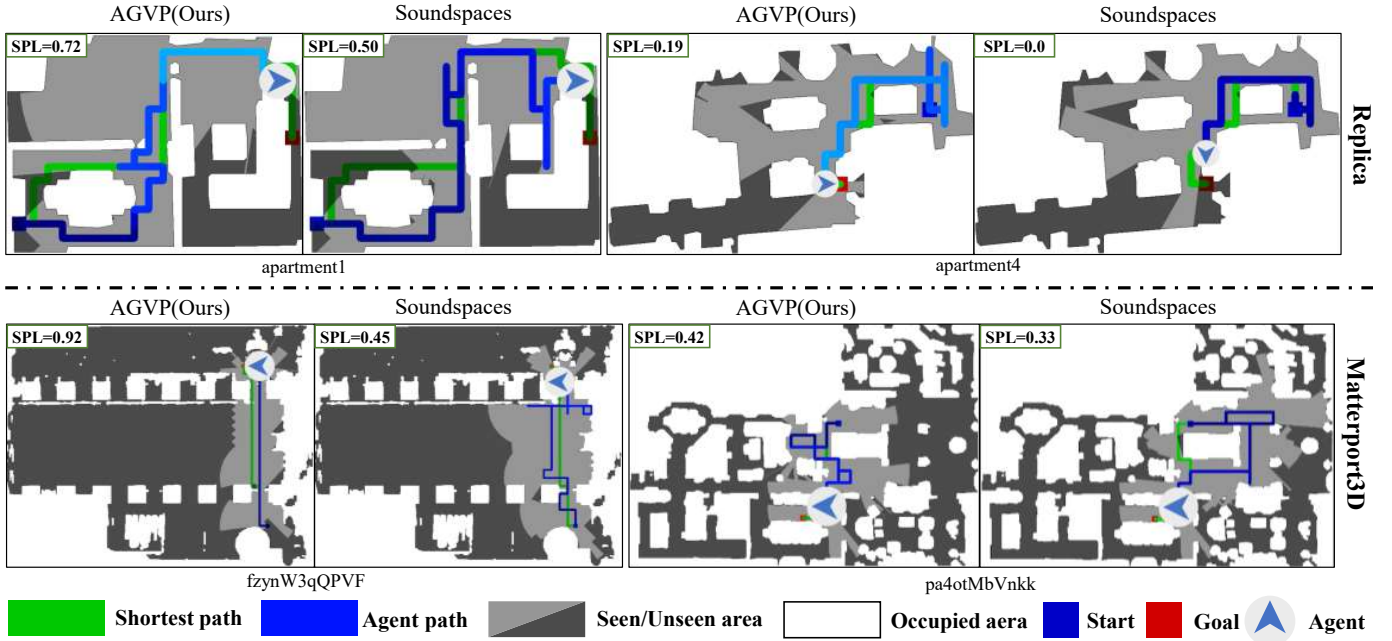 AGVP(Ours) Soundspaces AGVP(Ours) Soundspaces
SPL=0.72 SPL=0.50 SPL=0.19 SPL=0.0
Replica
apartment1 apartment4
AGVP(Ours) Soundspaces AGVP(Ours) Soundspaces
SPL=0.92 SPL=0.45 SPL=0.42 SPL=0.33
Matterport3D
fzynW3qQPVF pa4otMbVnkk
Shortest path Agent path Seen/Unseen area Occupied aera Start Goal Agent